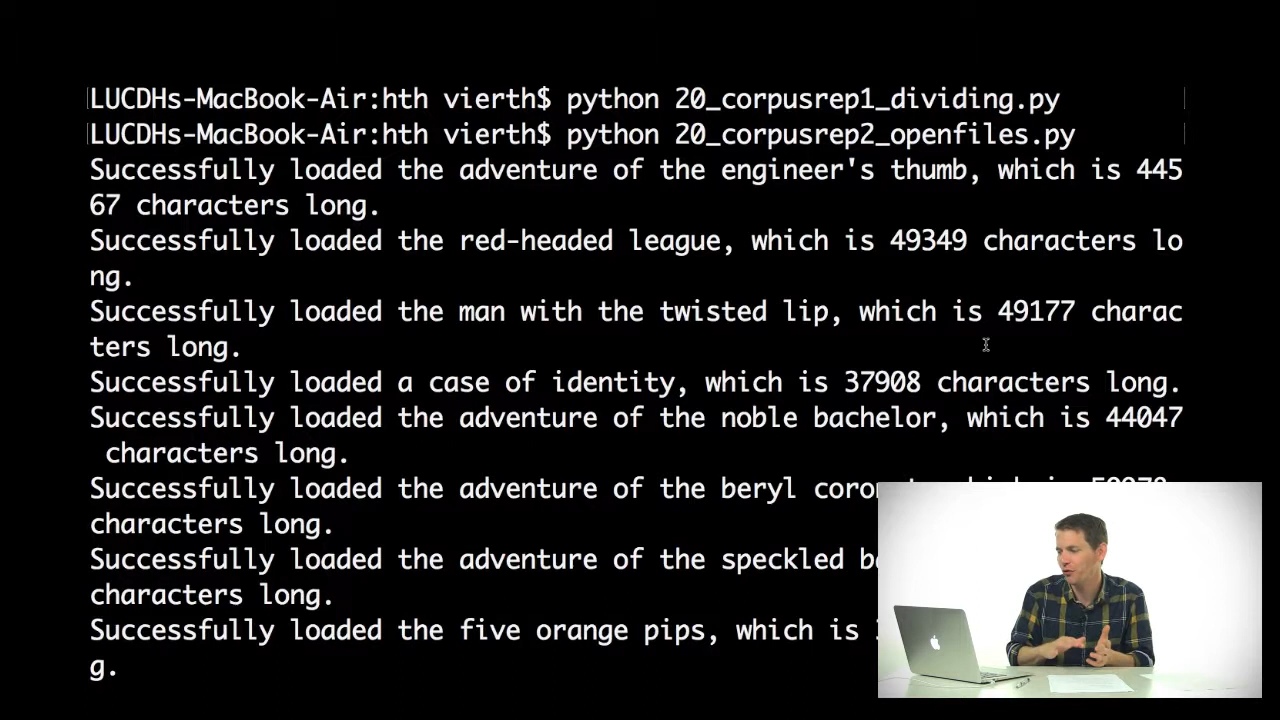 LUCDHs-MacBook-Air:hth vierth$ python 20_corpusrep1_dividing.py
LUCDHs-MacBook-Air:hth vierth$ python 20_corpusrep2_openfiles.py
Successfully loaded the adventure of the engineer's thumb, which is 445
67 characters long.
Successfully loaded the red-headed league, which is 49349 characters lo
ng.
Successfully loaded the man with the twisted lip, which is 49177 charac
ters long.
Successfully loaded a case of identity, which is 37908 characters long.
Successfully loaded the adventure of the noble bachelor, which is 44047
characters long.
Successfully loaded the adventure of the beryl
characters long.
Successfully loaded the adventure of the speckled
characters long.
Successfully loaded the five orange pips, which is
g.